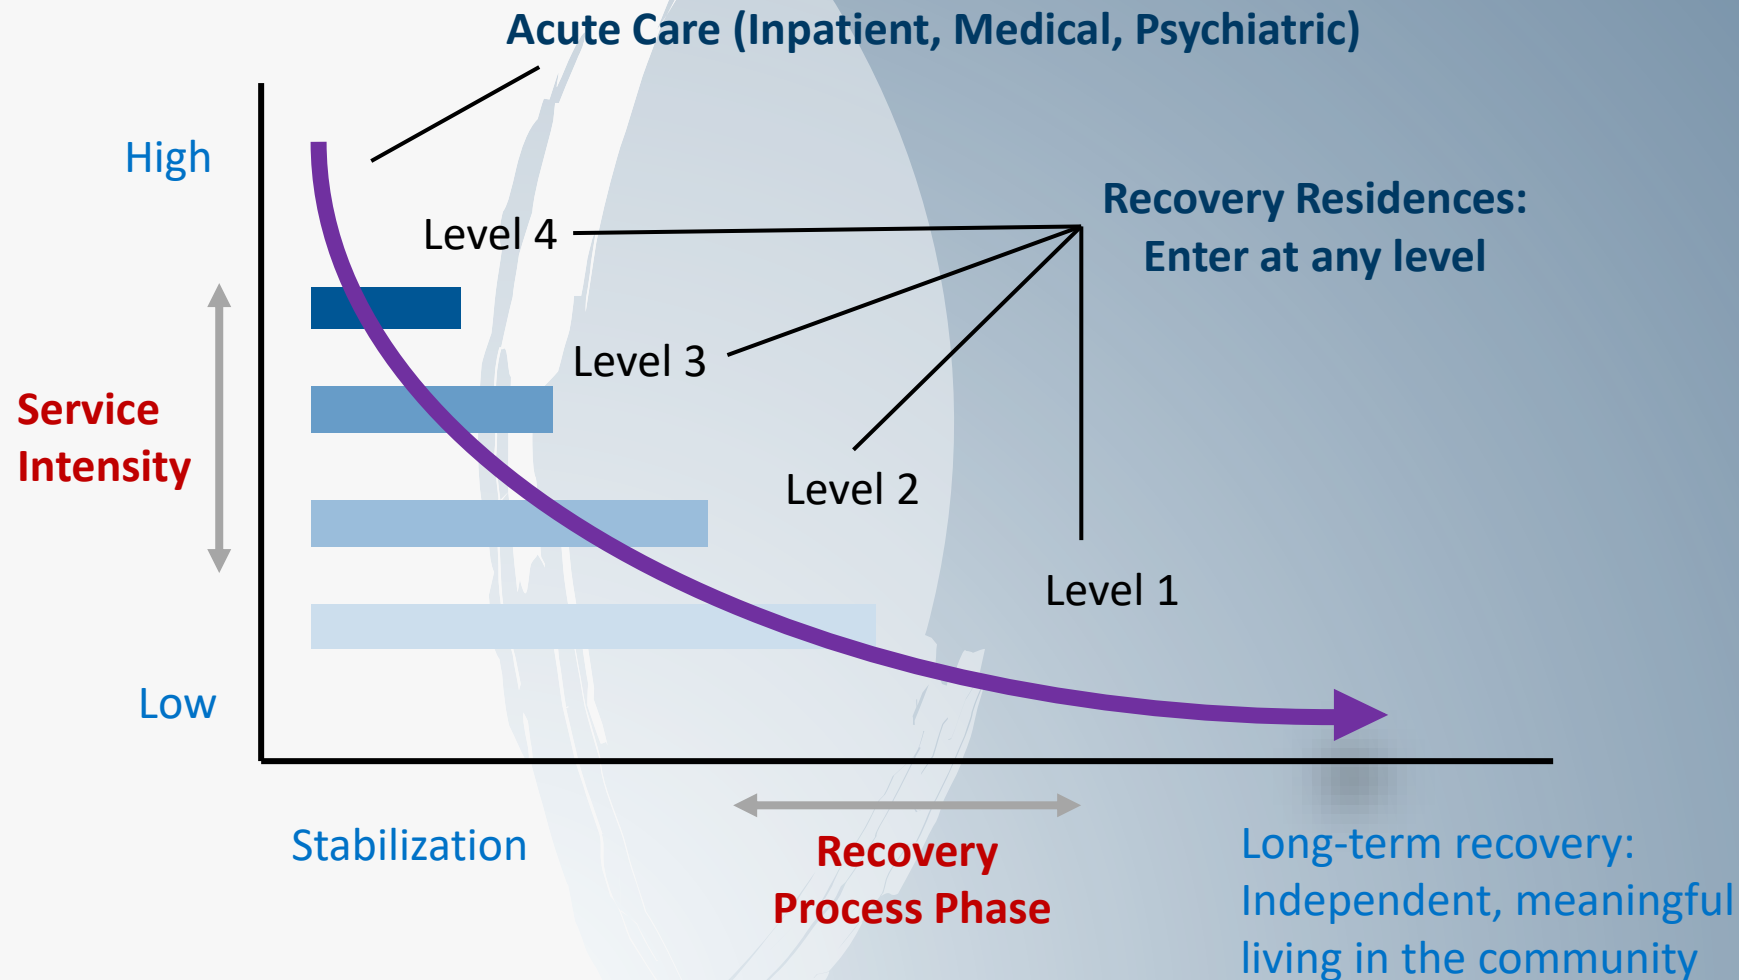 Acute Care (Inpatient, Medical, Psychiatric)
High
Recovery Residences:
Enter at any level
Level 4
Level 3
Service
Intensity
Level 2
Level 1
Low
Stabilization
Recovery
Process Phase
Long-term recovery:
Independent, meaningful
living in the community